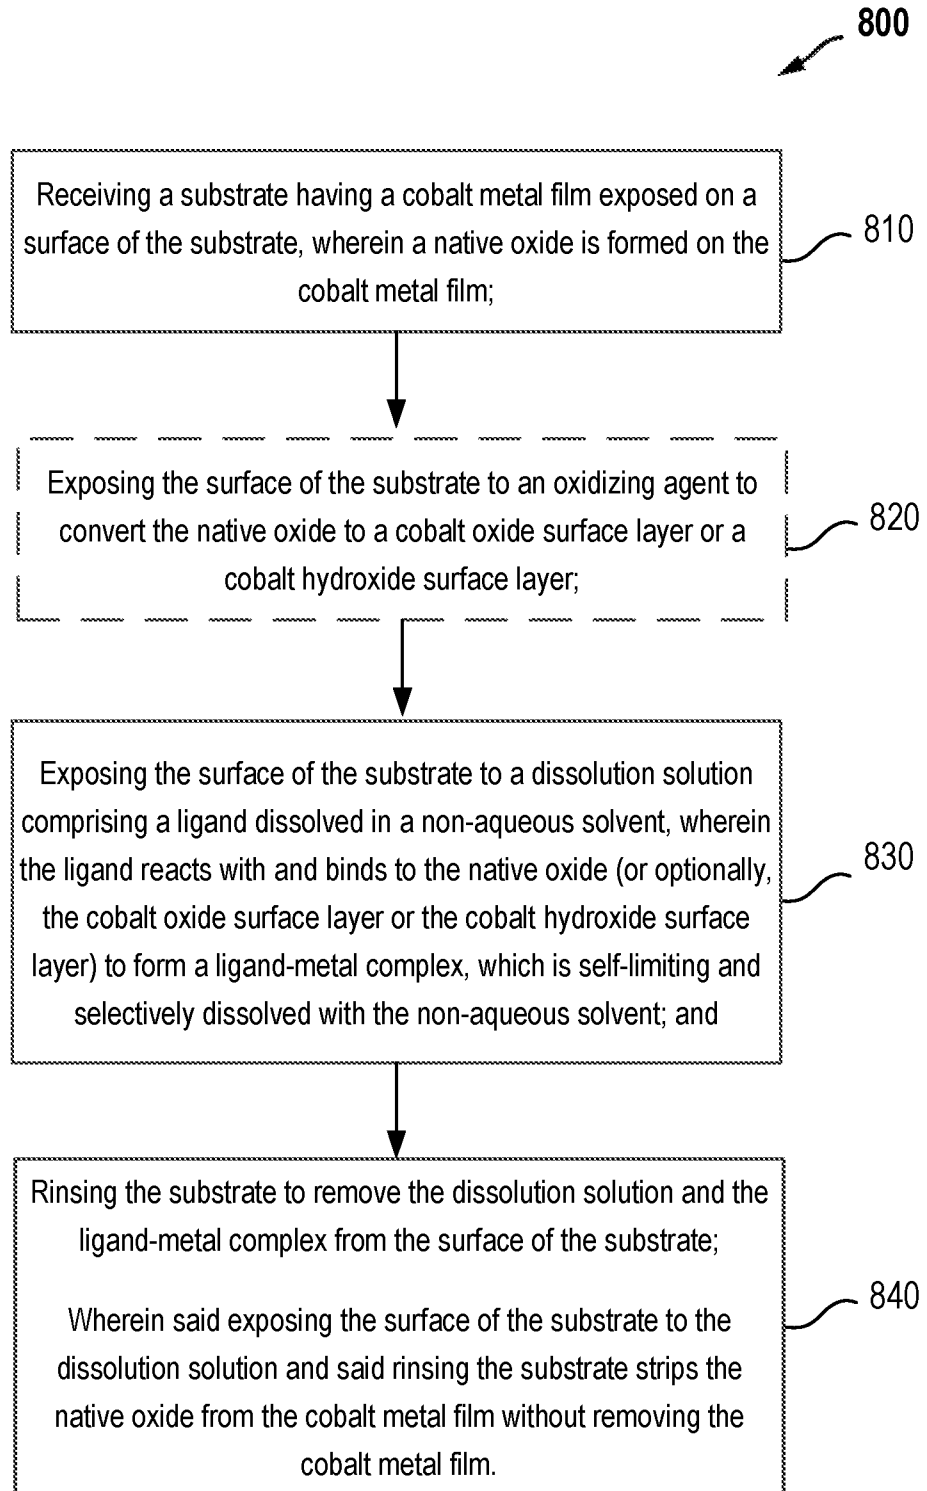 800
Receiving a substrate having a cobalt metal film exposed on a
surface of the substrate, wherein a native oxide is formed on the
cobalt metal film;
810
Exposing the surface of the substrate to an oxidizing agent to
convert the native oxide to a cobalt oxide surface layer or a
cobalt hydroxide surface layer;
820
Exposing the surface of the substrate to a dissolution solution
comprising a ligand dissolved in a non-aqueous solvent, wherein
the ligand reacts with and binds to the native oxide (or optionally,
the cobalt oxide surface layer or the cobalt hydroxide surface
layer) to form a ligand-metal complex, which is self-limiting and
selectively dissolved with the non-aqueous solvent; and
830
Rinsing the substrate to remove the dissolution solution and the
ligand-metal complex from the surface of the substrate;
Wherein said exposing the surface of the substrate to the
dissolution solution and said rinsing the substrate strips the
native oxide from the cobalt metal film without removing the
cobalt metal film.
840